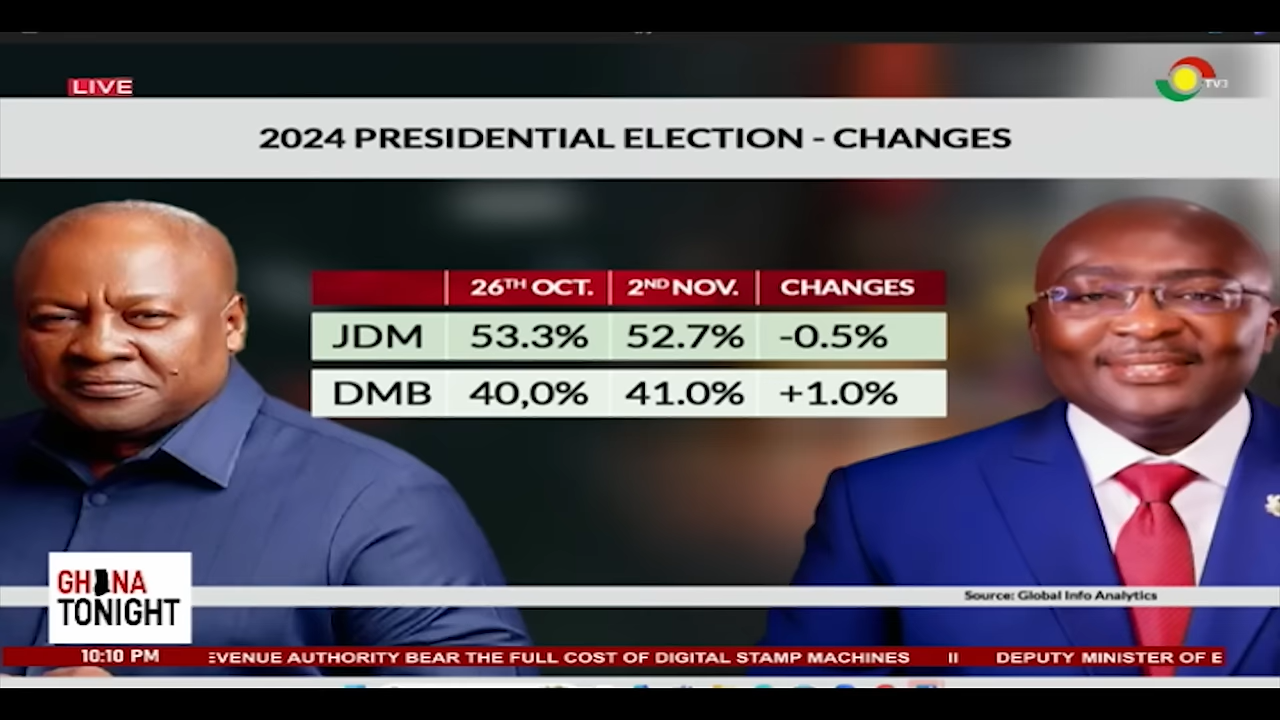 LIVE
TV3
2024 PRESIDENTIAL ELECTION - CHANGES
26TH OCT. 2ND NOV. CHANGES
JDM 53.3% 52.7% -0.5%
DMB 40,0% 41.0% +1.0%
GHANA
TONIGHT
Source: Global Info Analytics
10:10 PM EVENUE AUTHORITY BEAR THE FULL COST OF DIGITAL STAMP MACHINES II DEPUTY MINISTER OF E